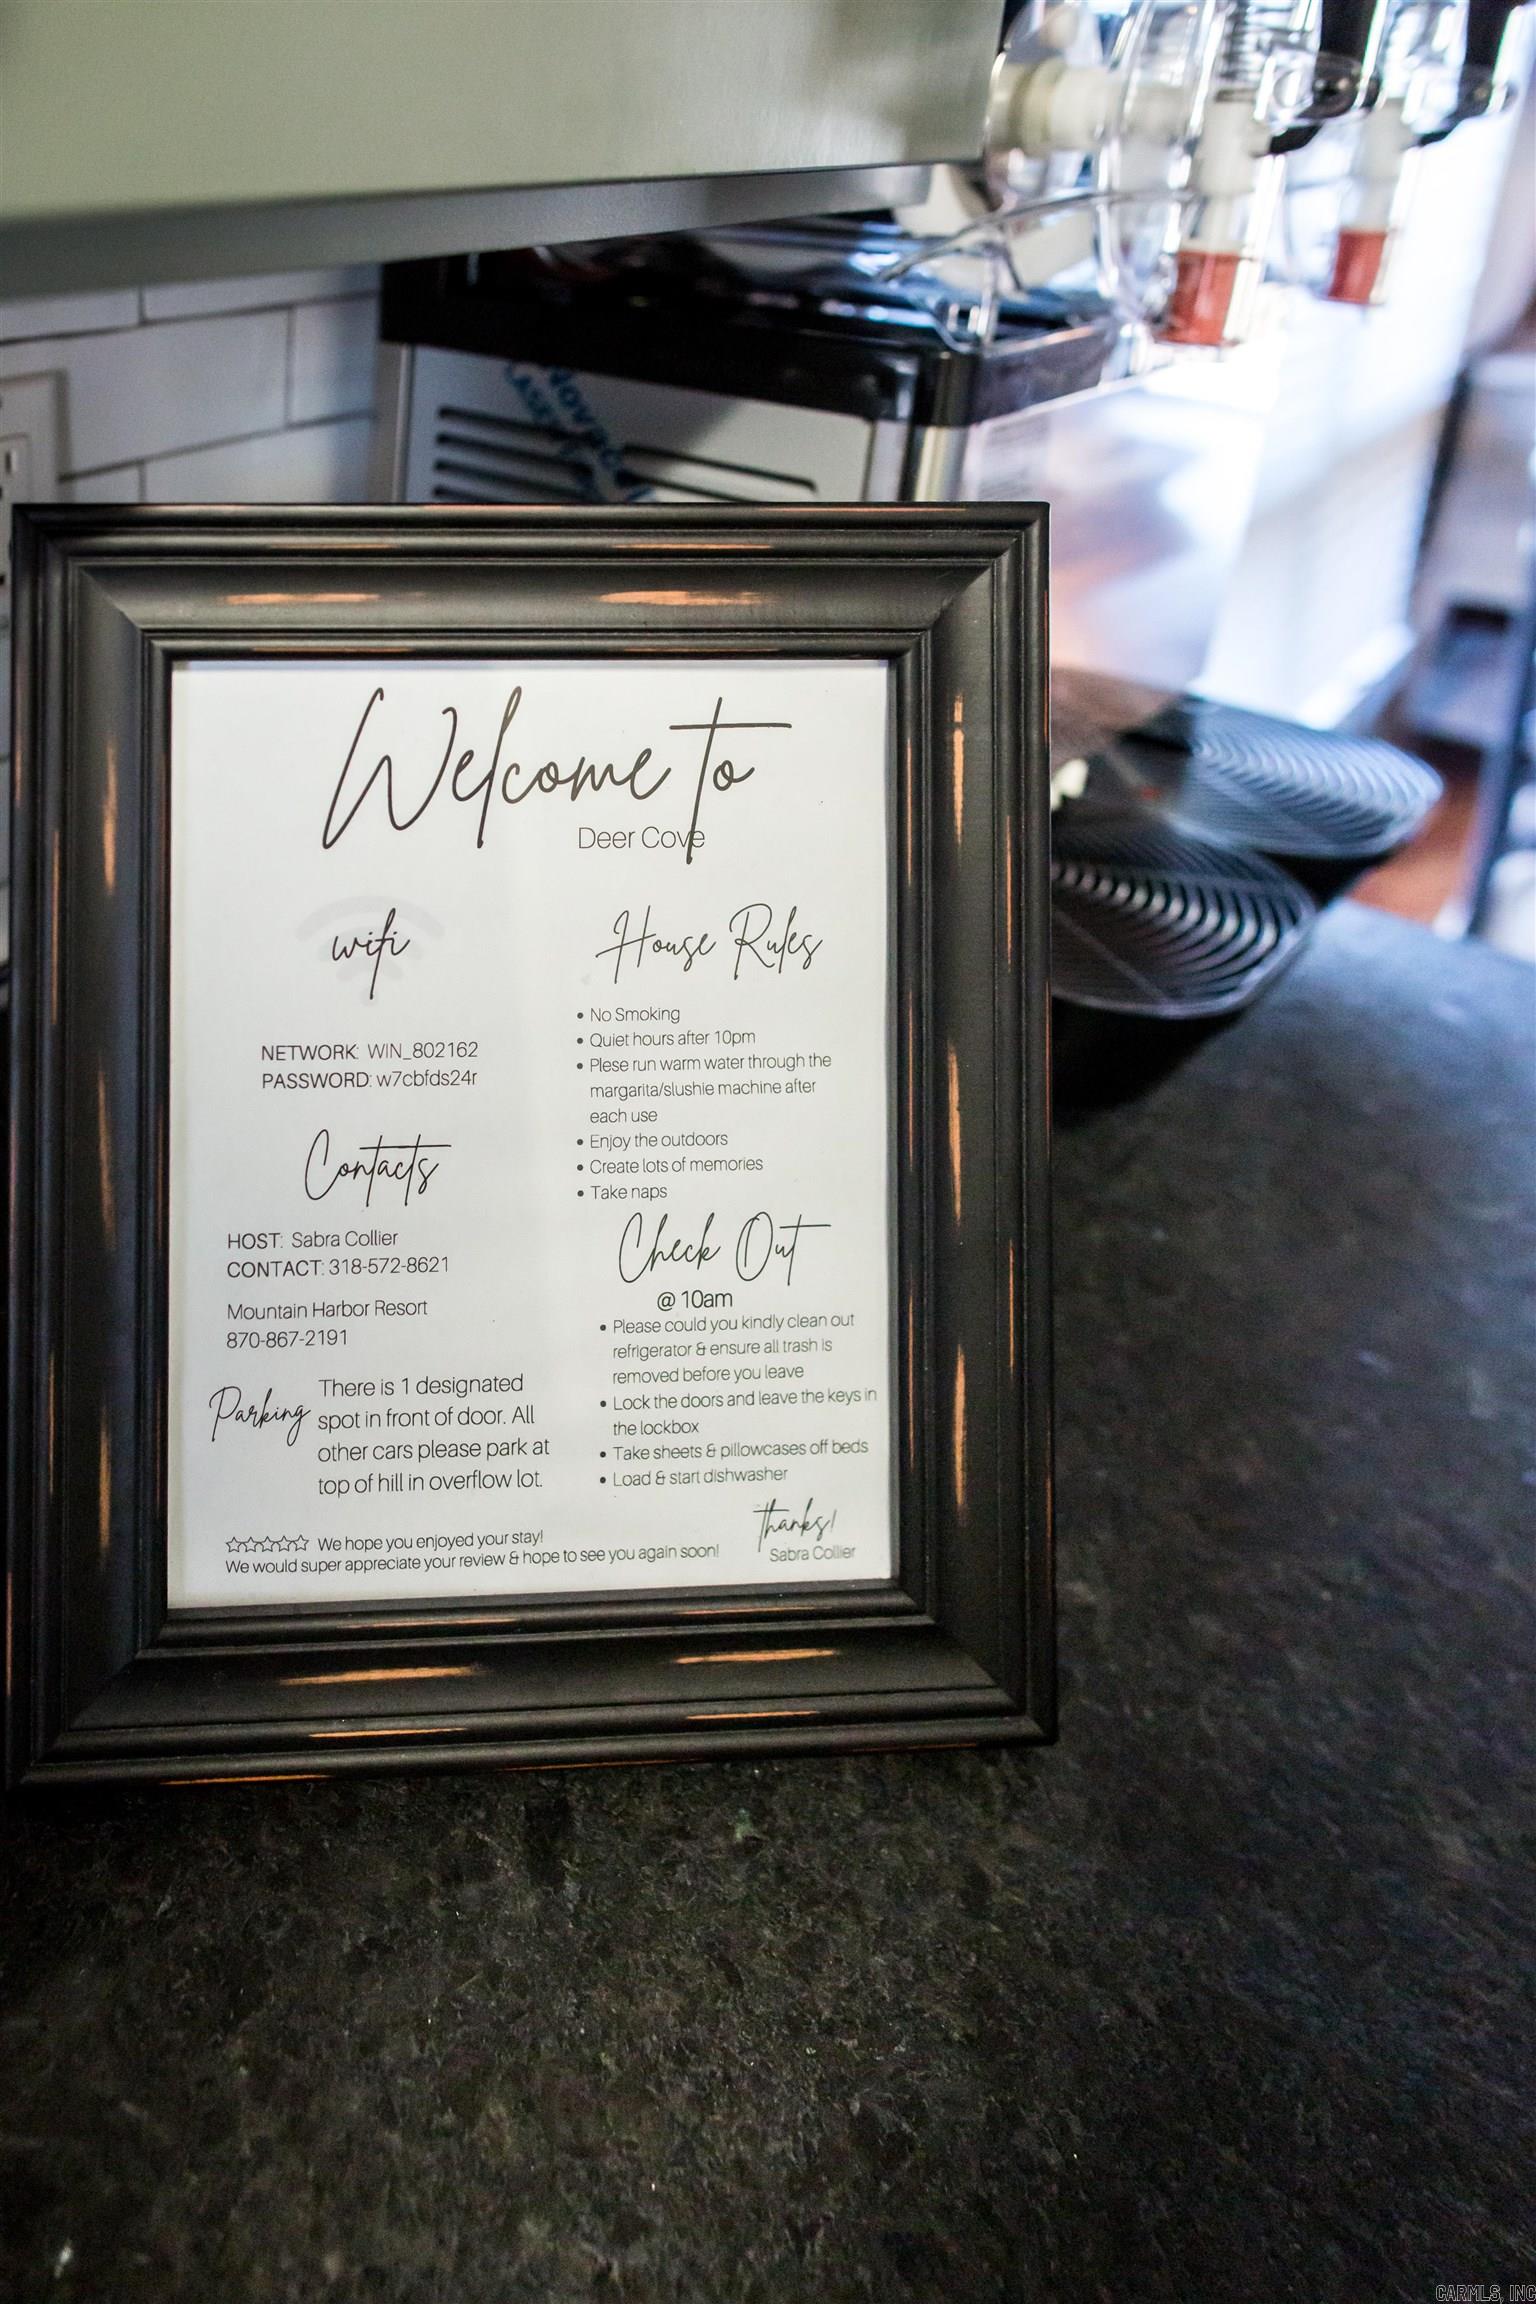 Welcome to
Deer Cove
wifi
NETWORK: WIN_802162
PASSWORD: w7cbfds24r
Contacts
HOST: Sabra Collier
CONTACT: 318-572-8621
Mountain Harbor Resort
870-867-2191
Parking
There is 1 designated
spot in front of door. All
other cars please park at
top of hill in overflow lot.
House Rules
• No Smoking
• Quiet hours after 10pm
• Plese run warm water through the
margarita/slushie machine after
each use
• Enjoy the outdoors
• Create lots of memories
• Take naps
Check Out
@ 10am
• Please could you kindly clean out
refrigerator & ensure all trash is
removed before you leave
• Lock the doors and leave the keys in
the lockbox
• Take sheets & pillowcases off beds
• Load & start dishwasher
☆☆☆☆☆ We hope you enjoyed your stay!
We would super appreciate your review & hope to see you again soon!
thanks!
Sabra Collier
CARMLS, INC